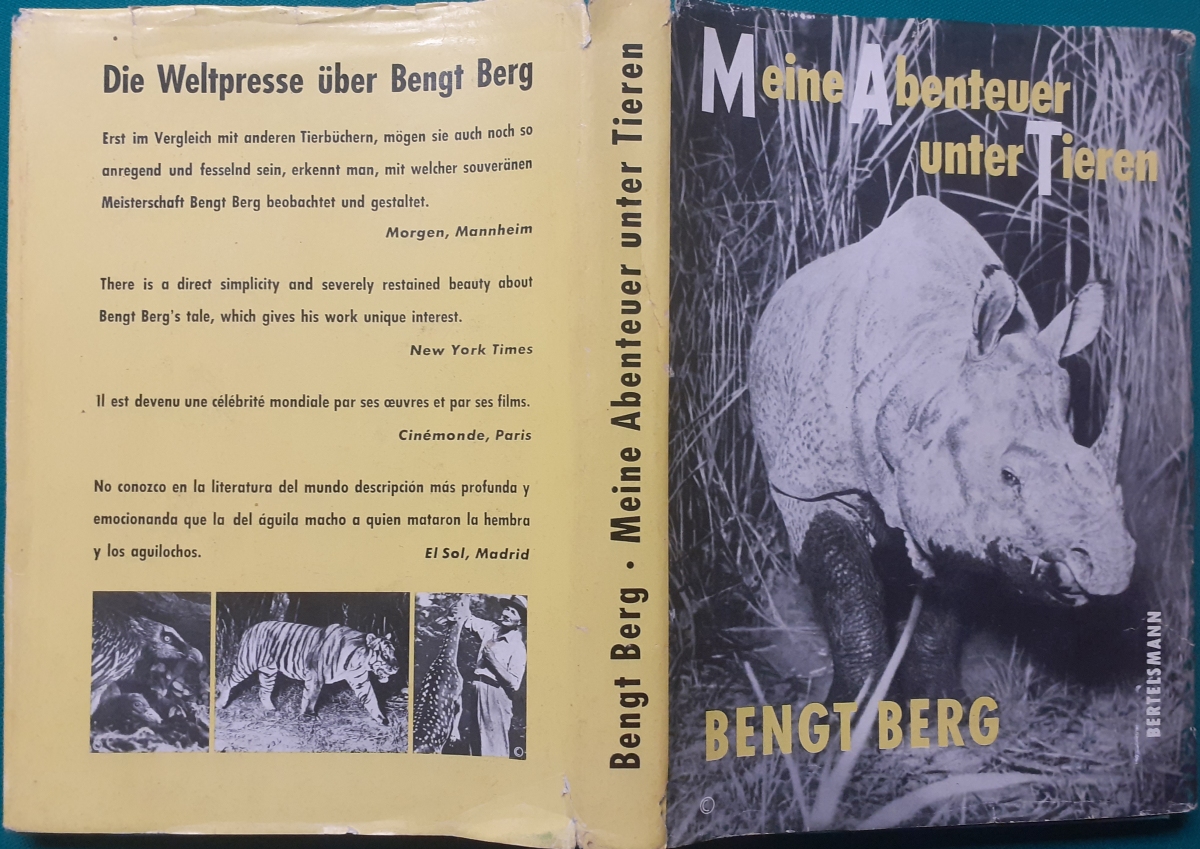 Die Weltpresse über Bengt Berg
Erst im Vergleich mit anderen Tierbüchern, mögen sie auch noch so
anregend und fesselnd sein, erkennt man, mit welcher souveränen
Meisterschaft Bengt Berg beobachtet und gestaltet.
Morgen, Mannheim
There is a direct simplicity and severely restained beauty about
Bengt Berg's tale, which gives his work unique interest.
New York Times
Il est devenu une célébrité mondiale par ses œuvres et par ses films.
Cinémonde, Paris
No conozco en la literatura del mundo descripción más profunda y
emocionanda que la del águila macho a quien mataron la hembra
y los aguilochos.
El Sol, Madrid
©
Bengt Berg · Meine Abenteuer unter Tieren
Meine Abenteuer
unter Tieren
BENGT BERG
BERTELSMANN
©